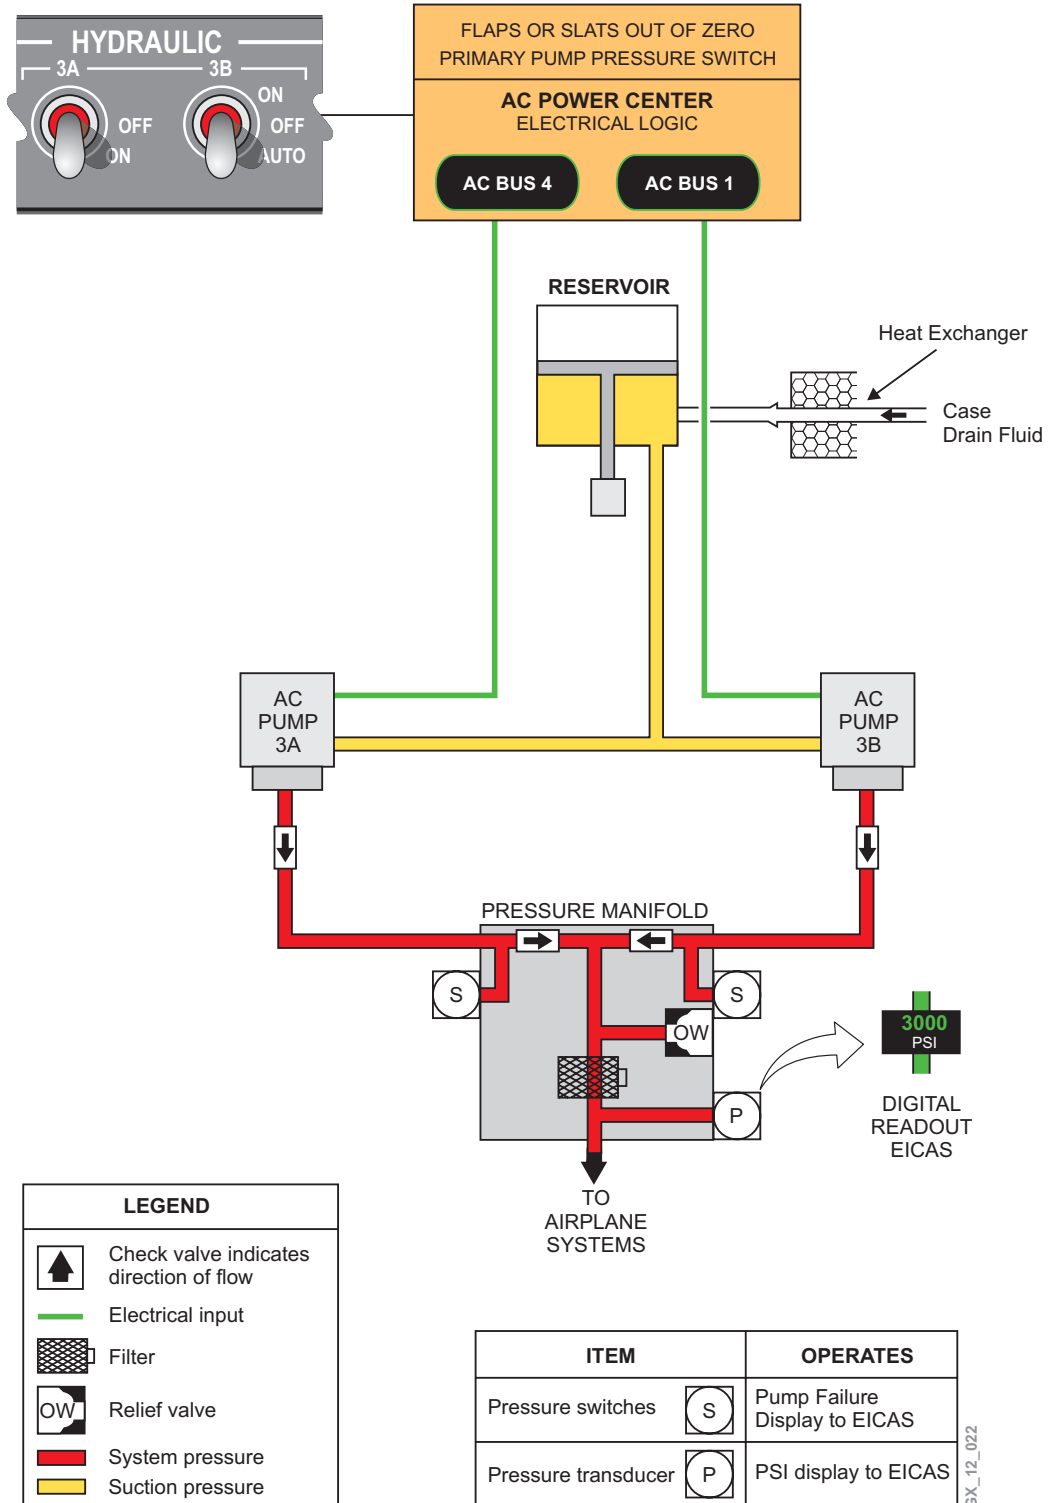 HYDRAULIC
3A
3B
OFF
ON
ON
OFF
AUTO
FLAPS OR SLATS OUT OF ZERO
PRIMARY PUMP PRESSURE SWITCH
AC POWER CENTER
ELECTRICAL LOGIC
AC BUS 4
AC BUS 1
RESERVOIR
Heat Exchanger
Case
Drain Fluid
AC
PUMP
3A
AC
PUMP
3B
PRESSURE MANIFOLD
S
S
OW
P
3000
PSI
DIGITAL
READOUT
EICAS
TO
AIRPLANE
SYSTEMS
LEGEND
Check valve indicates
direction of flow
Electrical input
Filter
OW
Relief valve
System pressure
Suction pressure
ITEM
OPERATES
Pressure switches
S
Pump Failure
Display to EICAS
Pressure transducer
P
PSI display to EICAS
GX_12_022